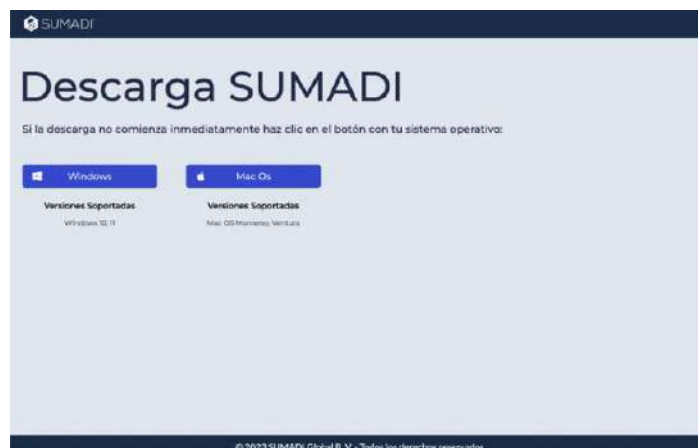 SUMADI
Descarga SUMADI
Si la descarga no comienza inmediatamente haz clic en el botón con tu sistema operativo:
Windows
Mac Os
Versiones Soportadas
Versiones Soportadas
Windows 10, 11
Mac OS Monterey, Ventura
© 2023 SUMADI Global B. V. - Todos los derechos reservados